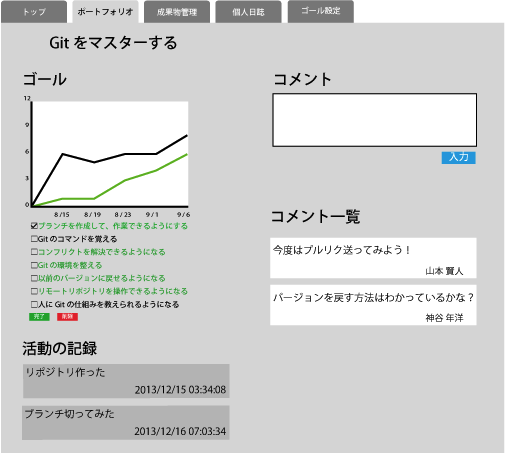 トップ
ポートフォリオ
成果物管理
個人日誌
ゴール設定
Git をマスターする
ゴール
12
9
6
3
0
8 /15
8 / 19
8 / 23
9 / 1
9 / 6
ブランチを作成して、作業できるようにする
Git のコマンドを覚える
コンフリクトを解決できるようになる
Git の環境を整える
以前のバージョンに戻せるようになる
リモートリポジトリを操作できるようになる
人に Git の仕組みを教えられるようになる
完了
削除
活動の記録
リポジトリ作った
2013/12/15 03:34:08
ブランチ切ってみた
2013/12/16 07:03:34
コメント
入力
コメント一覧
今度はプルリク送ってみよう！
山本 賢人
バージョンを戻す方法はわかっているかな？
神谷 年洋